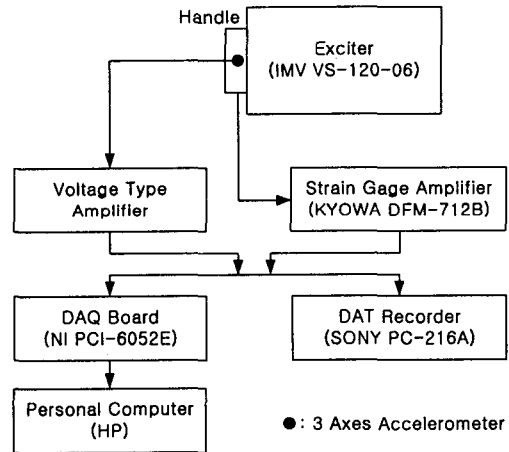 Handle
Exciter
(IMV VS-120-06)
Voltage Type
Amplifier
Strain Gage Amplifier
(KYOWA DFM-712B)
DAQ Board
(NI PCI-6052E)
DAT Recorder
(SONY PC-216A)
Personal Computer
(HP)
●: 3 Axes Accelerometer